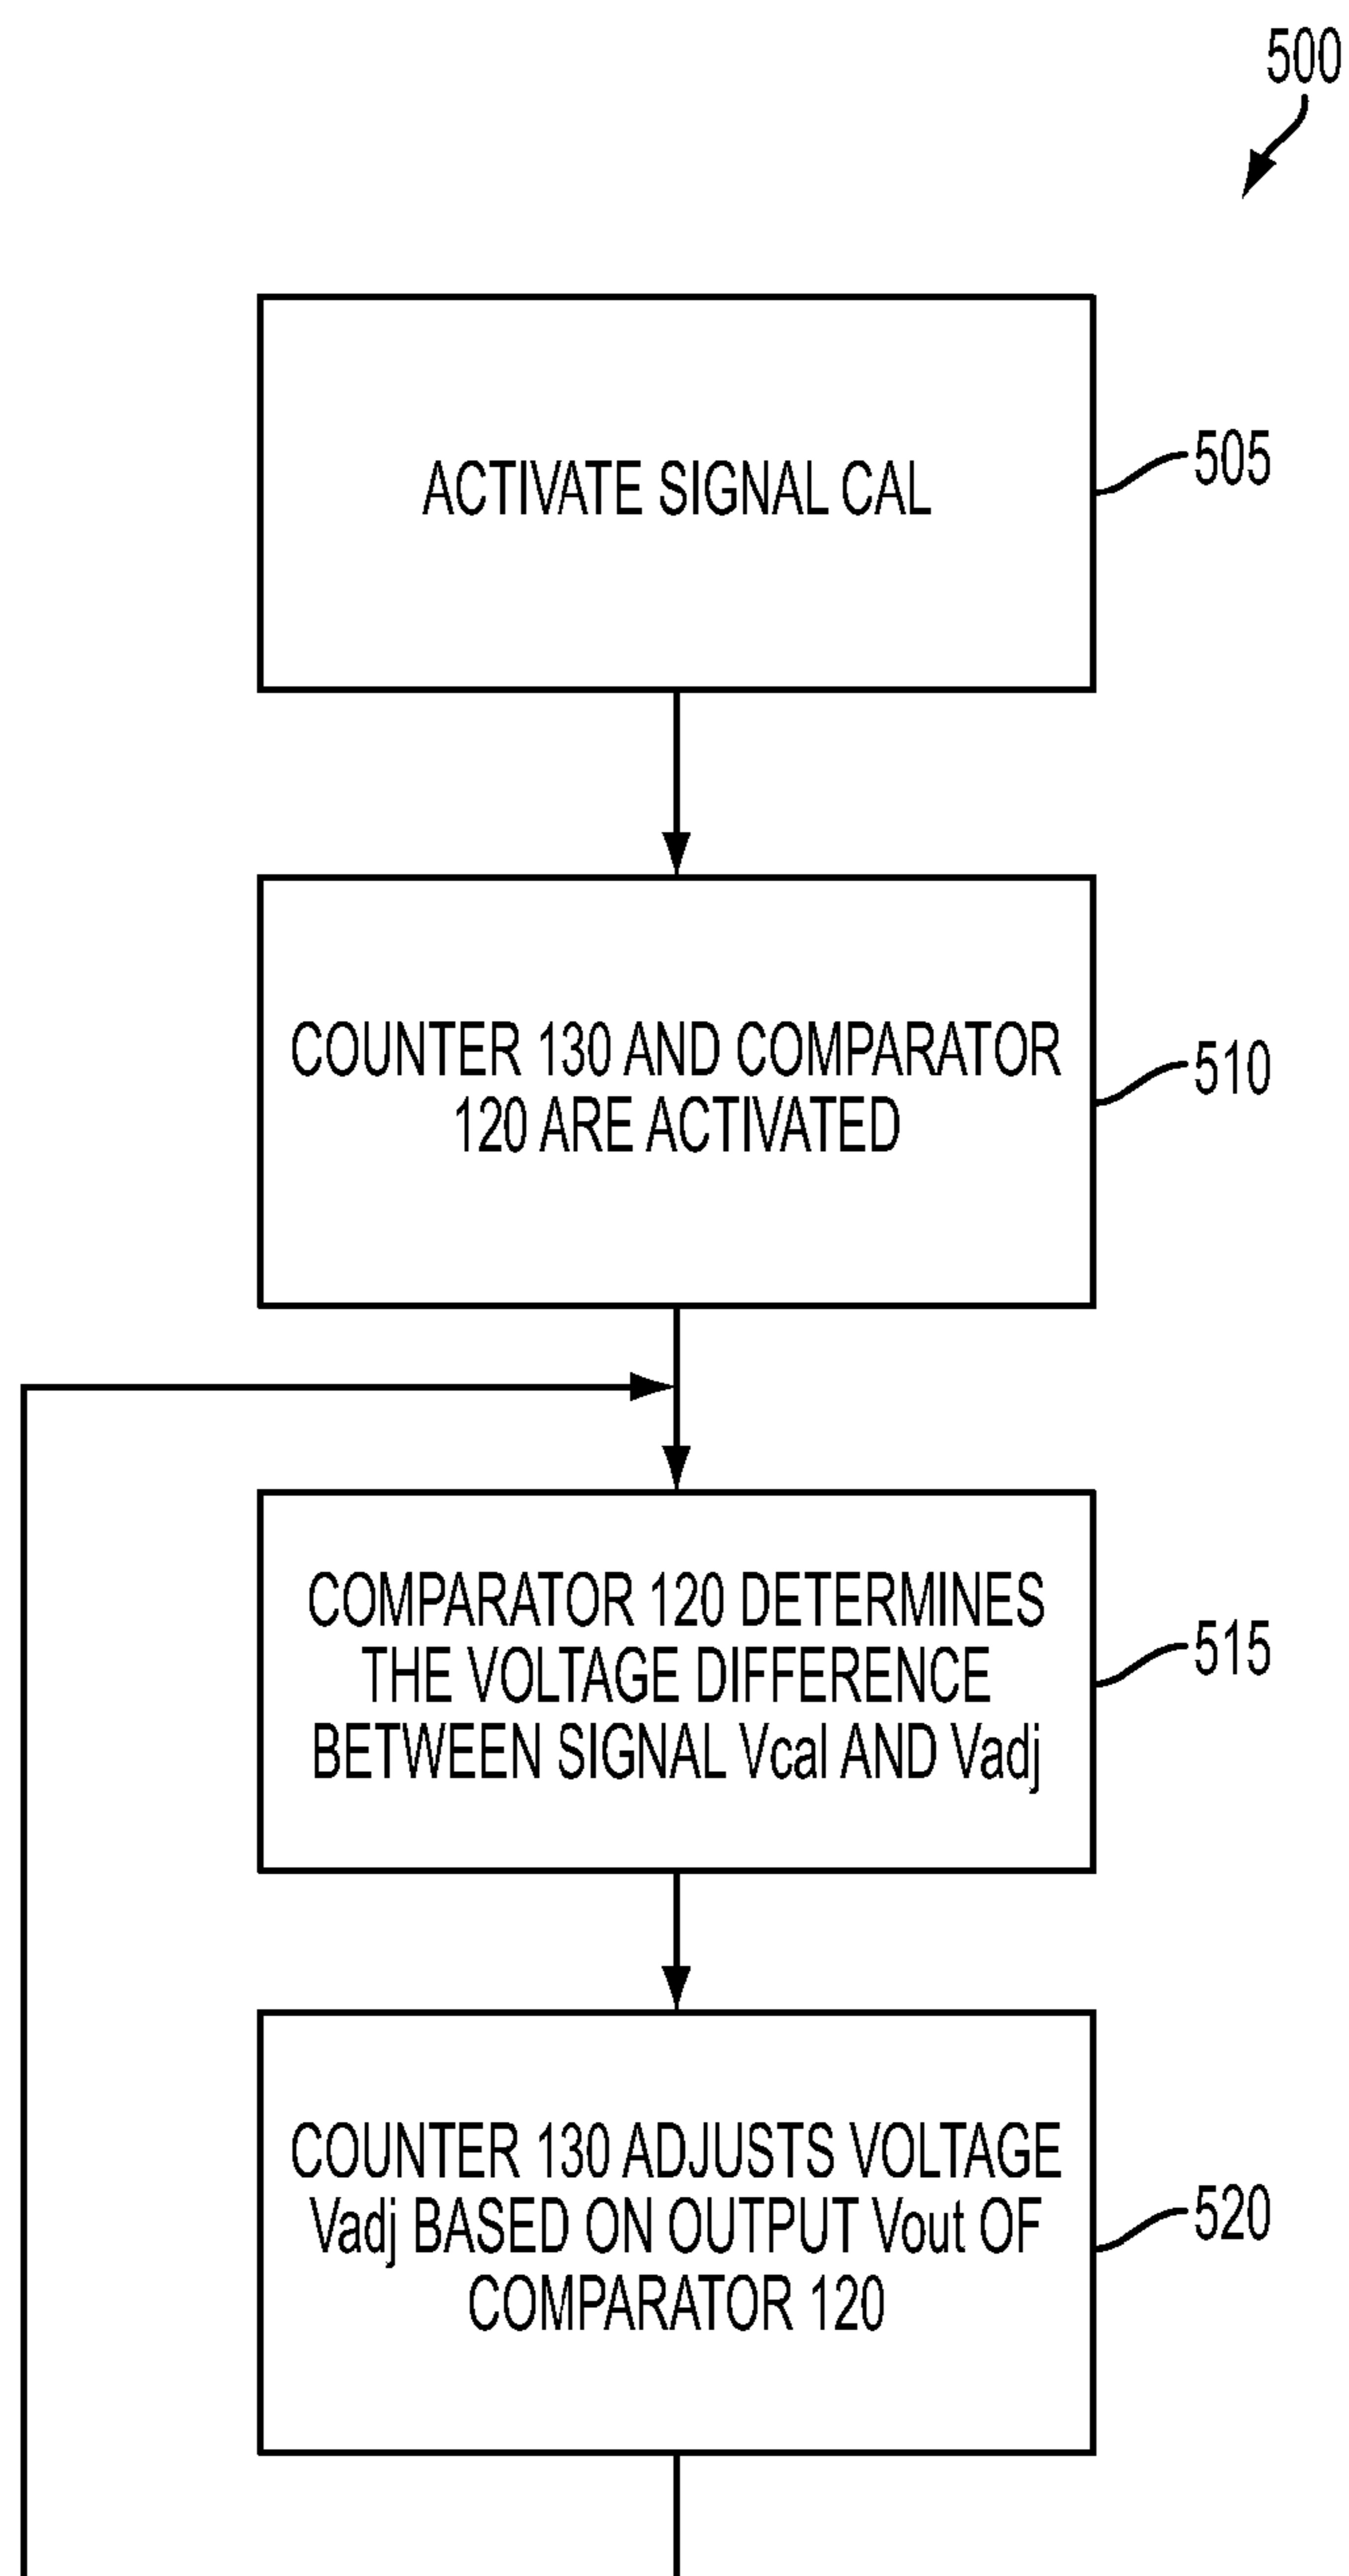 500
ACTIVATE SIGNAL CAL
505
COUNTER 130 AND COMPARATOR
120 ARE ACTIVATED
510
COMPARATOR 120 DETERMINES
THE VOLTAGE DIFFERENCE
BETWEEN SIGNAL Vcal AND Vadj
515
COUNTER 130 ADJUSTS VOLTAGE
Vadj BASED ON OUTPUT Vout OF
COMPARATOR 120
520